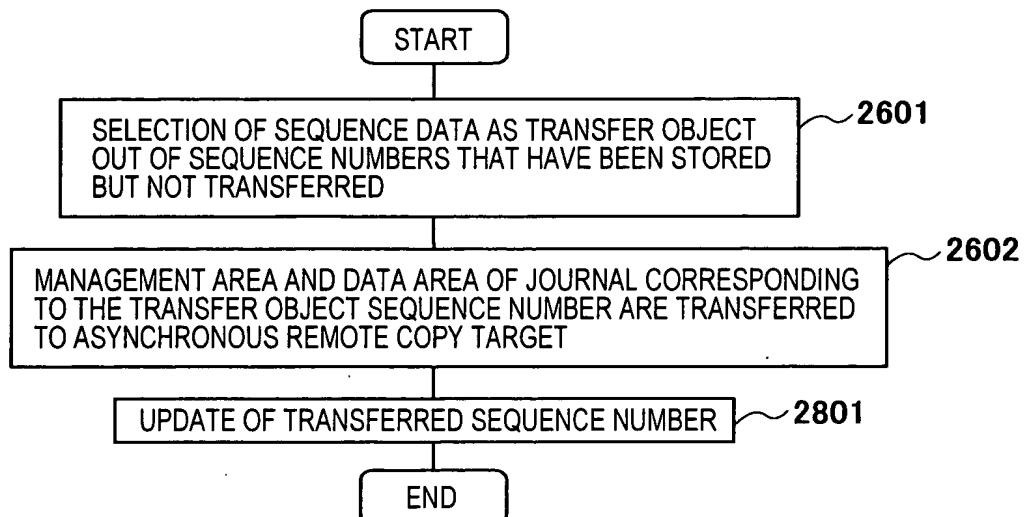 START
SELECTION OF SEQUENCE DATA AS TRANSFER OBJECT
OUT OF SEQUENCE NUMBERS THAT HAVE BEEN STORED
BUT NOT TRANSFERRED
2601
MANAGEMENT AREA AND DATA AREA OF JOURNAL CORRESPONDING
TO THE TRANSFER OBJECT SEQUENCE NUMBER ARE TRANSFERRED
TO ASYNCHRONOUS REMOTE COPY TARGET
2602
UPDATE OF TRANSFERRED SEQUENCE NUMBER
2801
END